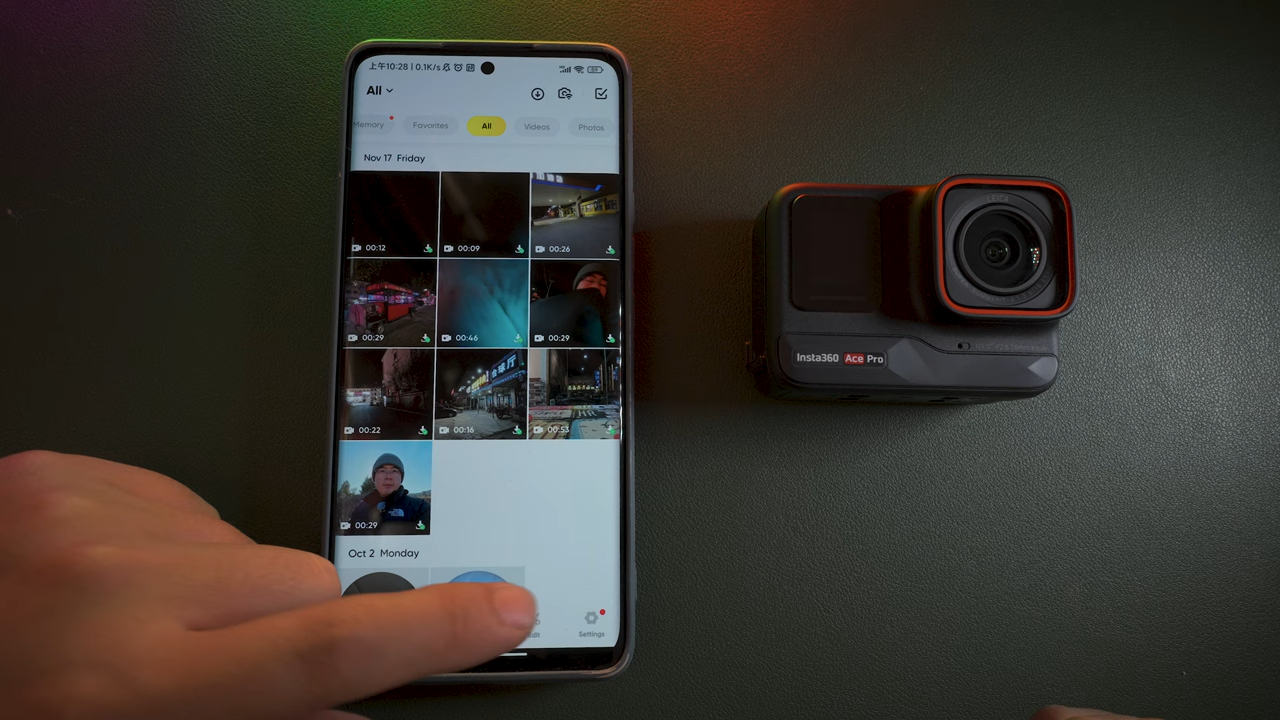 上午10:28 | 0.1K/s
All
Memory Favorites All Videos Photos
Nov 17 Friday
00:12 00:09 00:26
00:29 00:46 00:29
00:22 00:16 00:53
00:29
Oct 2 Monday
Settings
LEICA
Insta360 Ace Pro